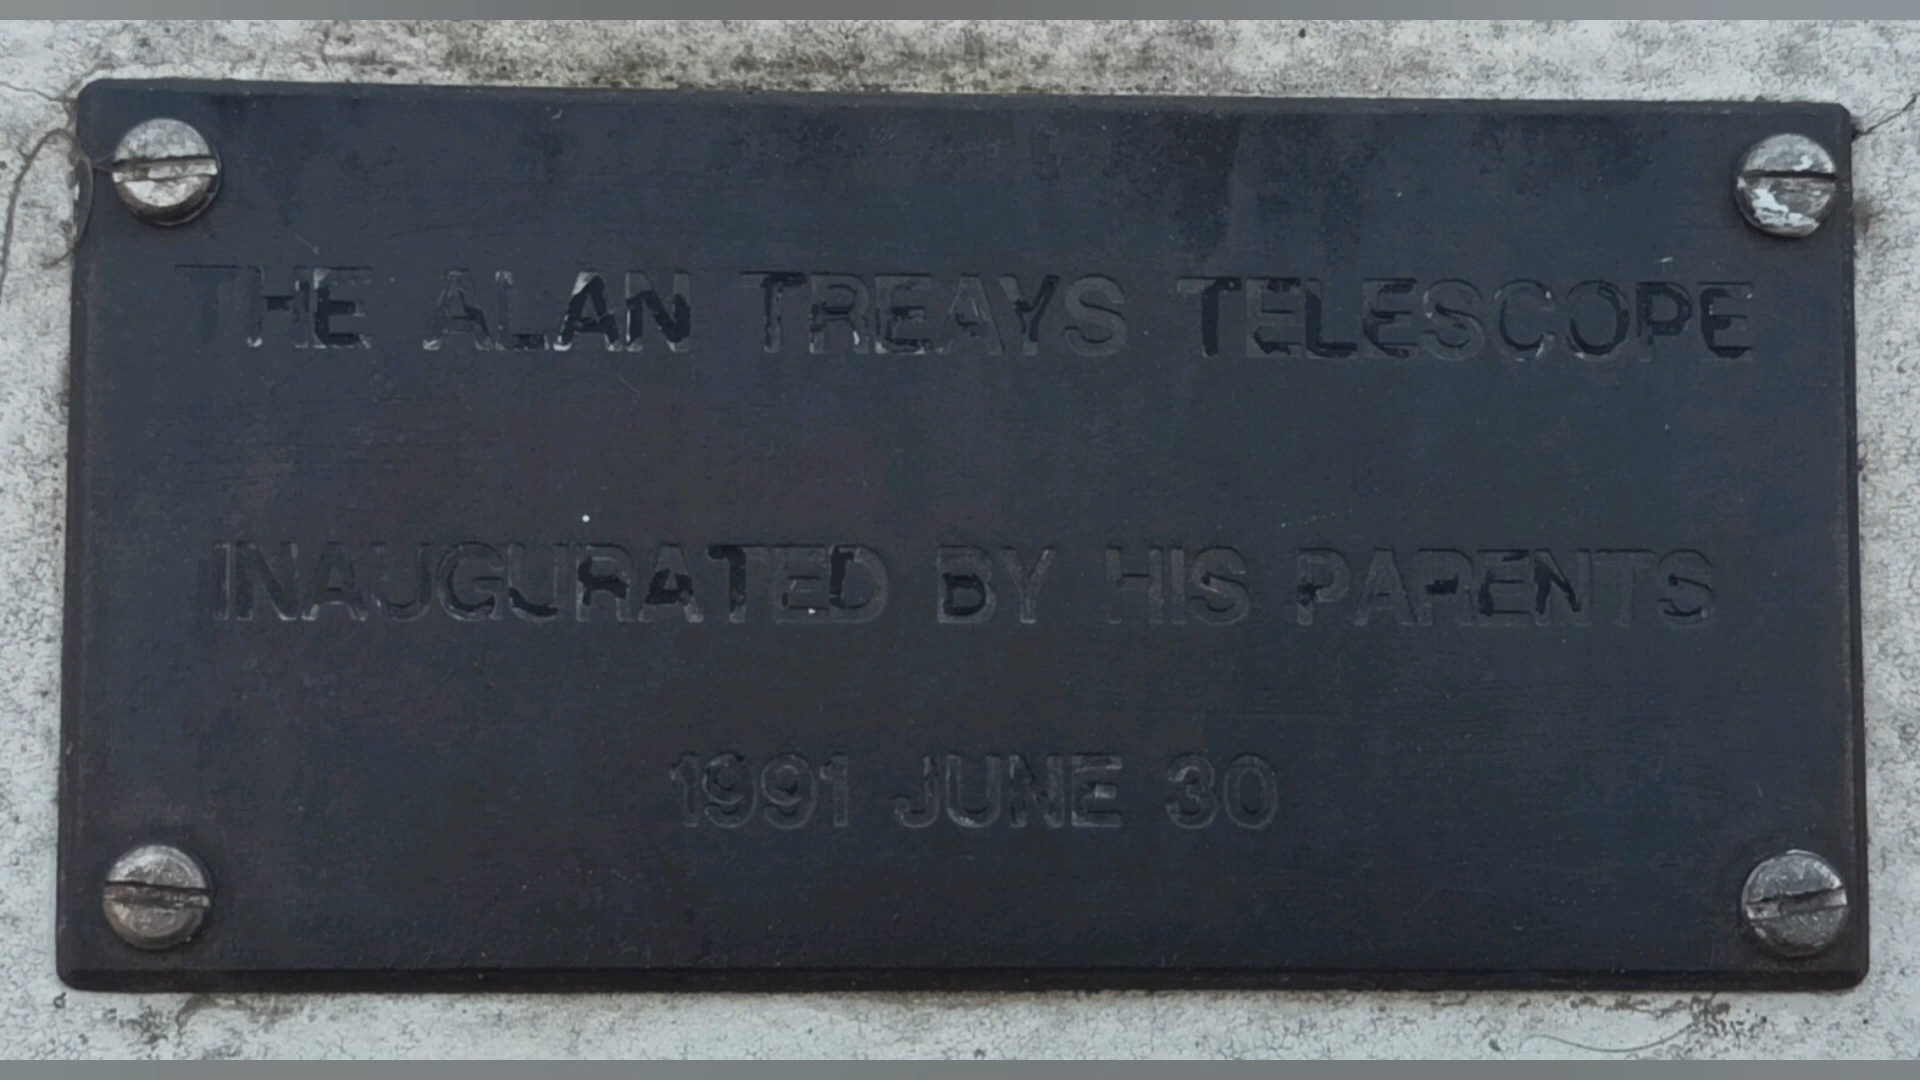 THE ALAN TREAYS TELESCOPE
INAUGURATED BY HIS PARENTS
1991 JUNE 30